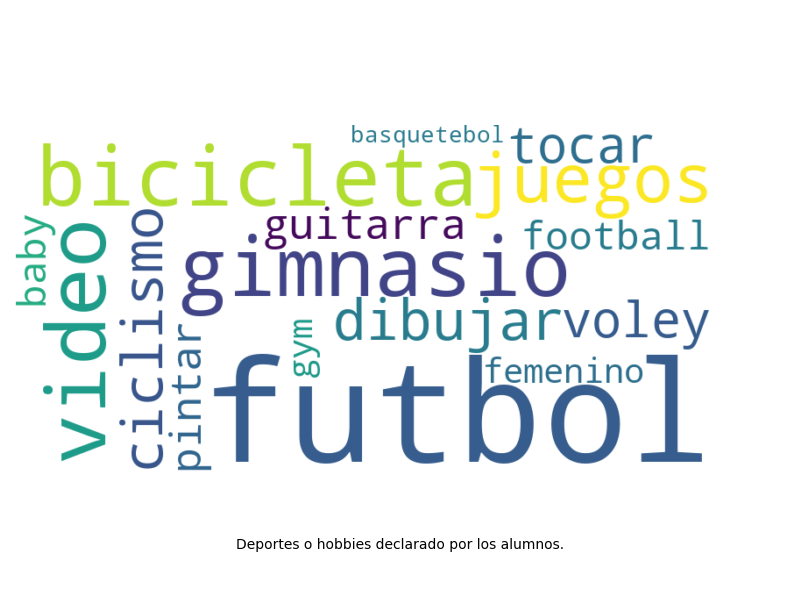 basquetebol
tocar
bicicleta
juegos
baby
video
ciclismo
guitarra
football
gimnasio
dibujar
voley
pintar
gym
femenino
futbol
Deportes o hobbies declarado por los alumnos.